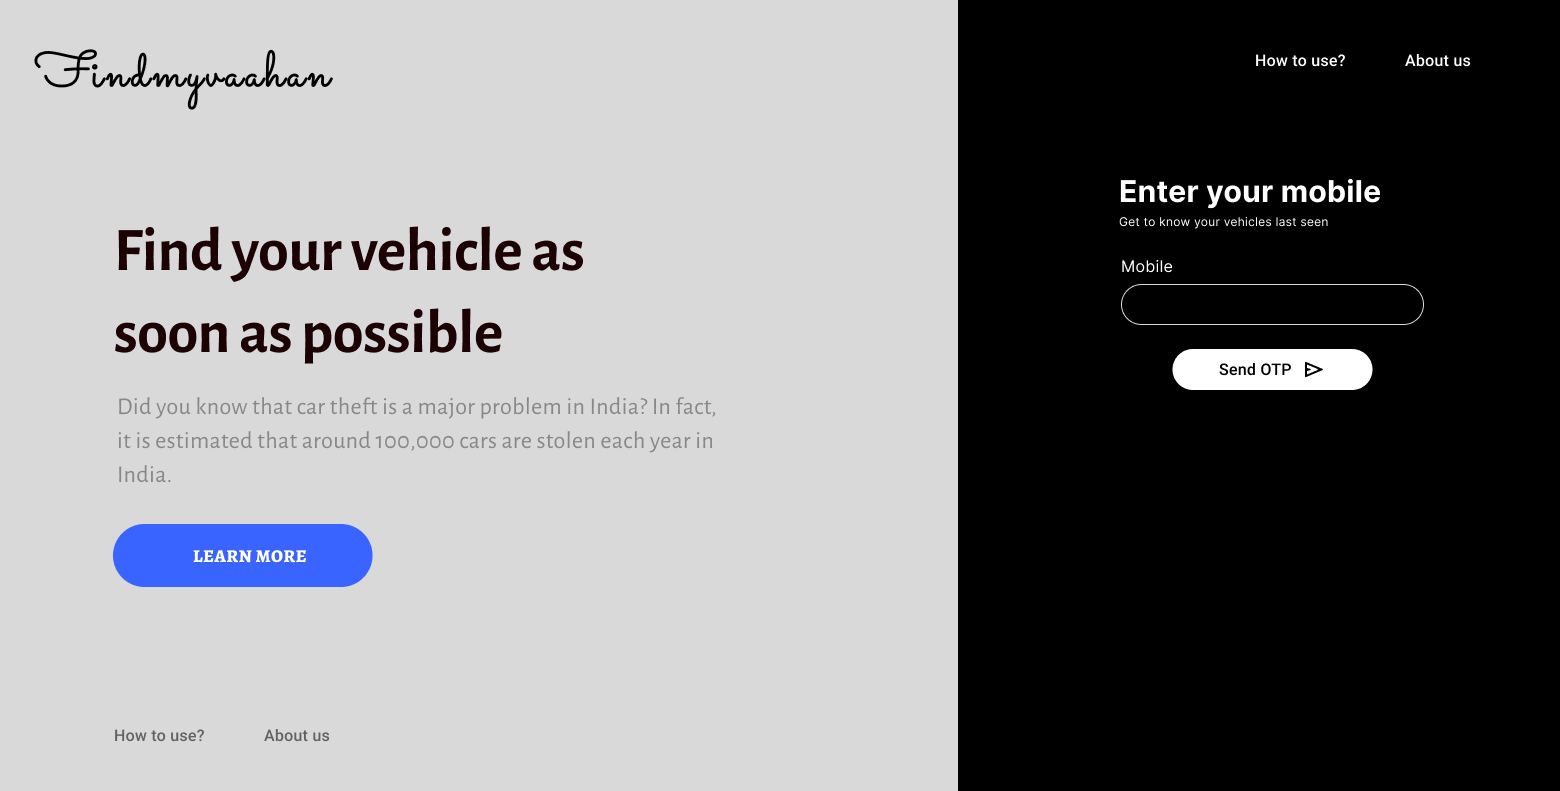 Findmyvaahan
How to use?
About us
Find your vehicle as
soon as possible
Did you know that car theft is a major problem in India? In fact,
it is estimated that around 100,000 cars are stolen each year in
India.
LEARN MORE
How to use?
About us
Enter your mobile
Get to know your vehicles last seen
Mobile
Send OTP